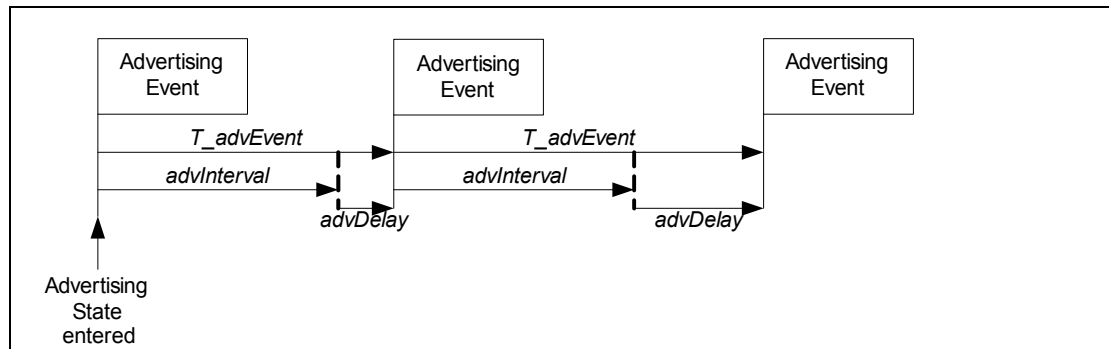 Advertising
Event
Advertising
Event
Advertising
Event
T_advEvent
T_advEvent
advInterval
advInterval
advDelay
advDelay
Advertising
State
entered